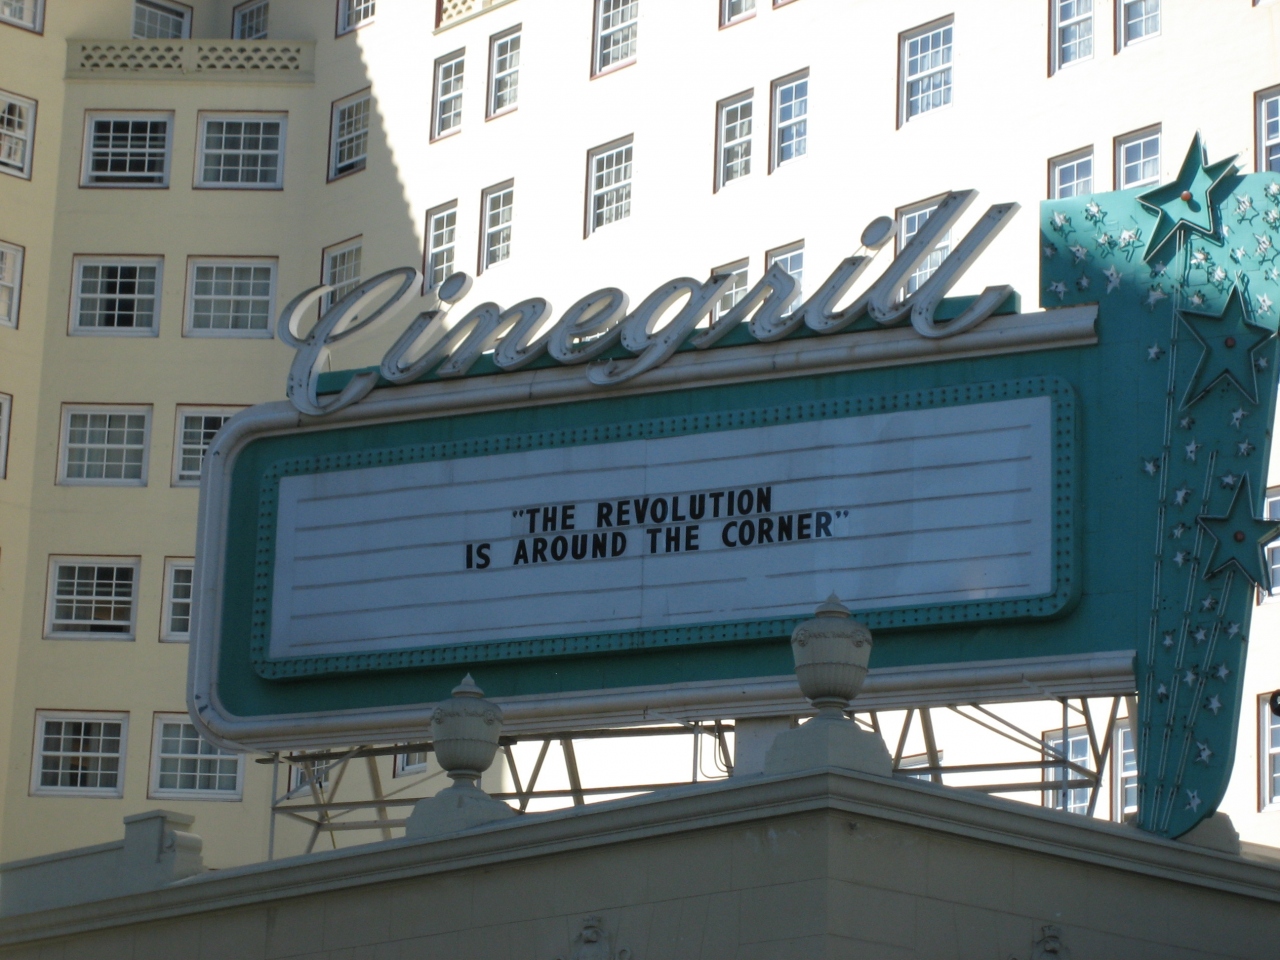 Cinegrill
"THE REVOLUTION
IS AROUND THE CORNER"